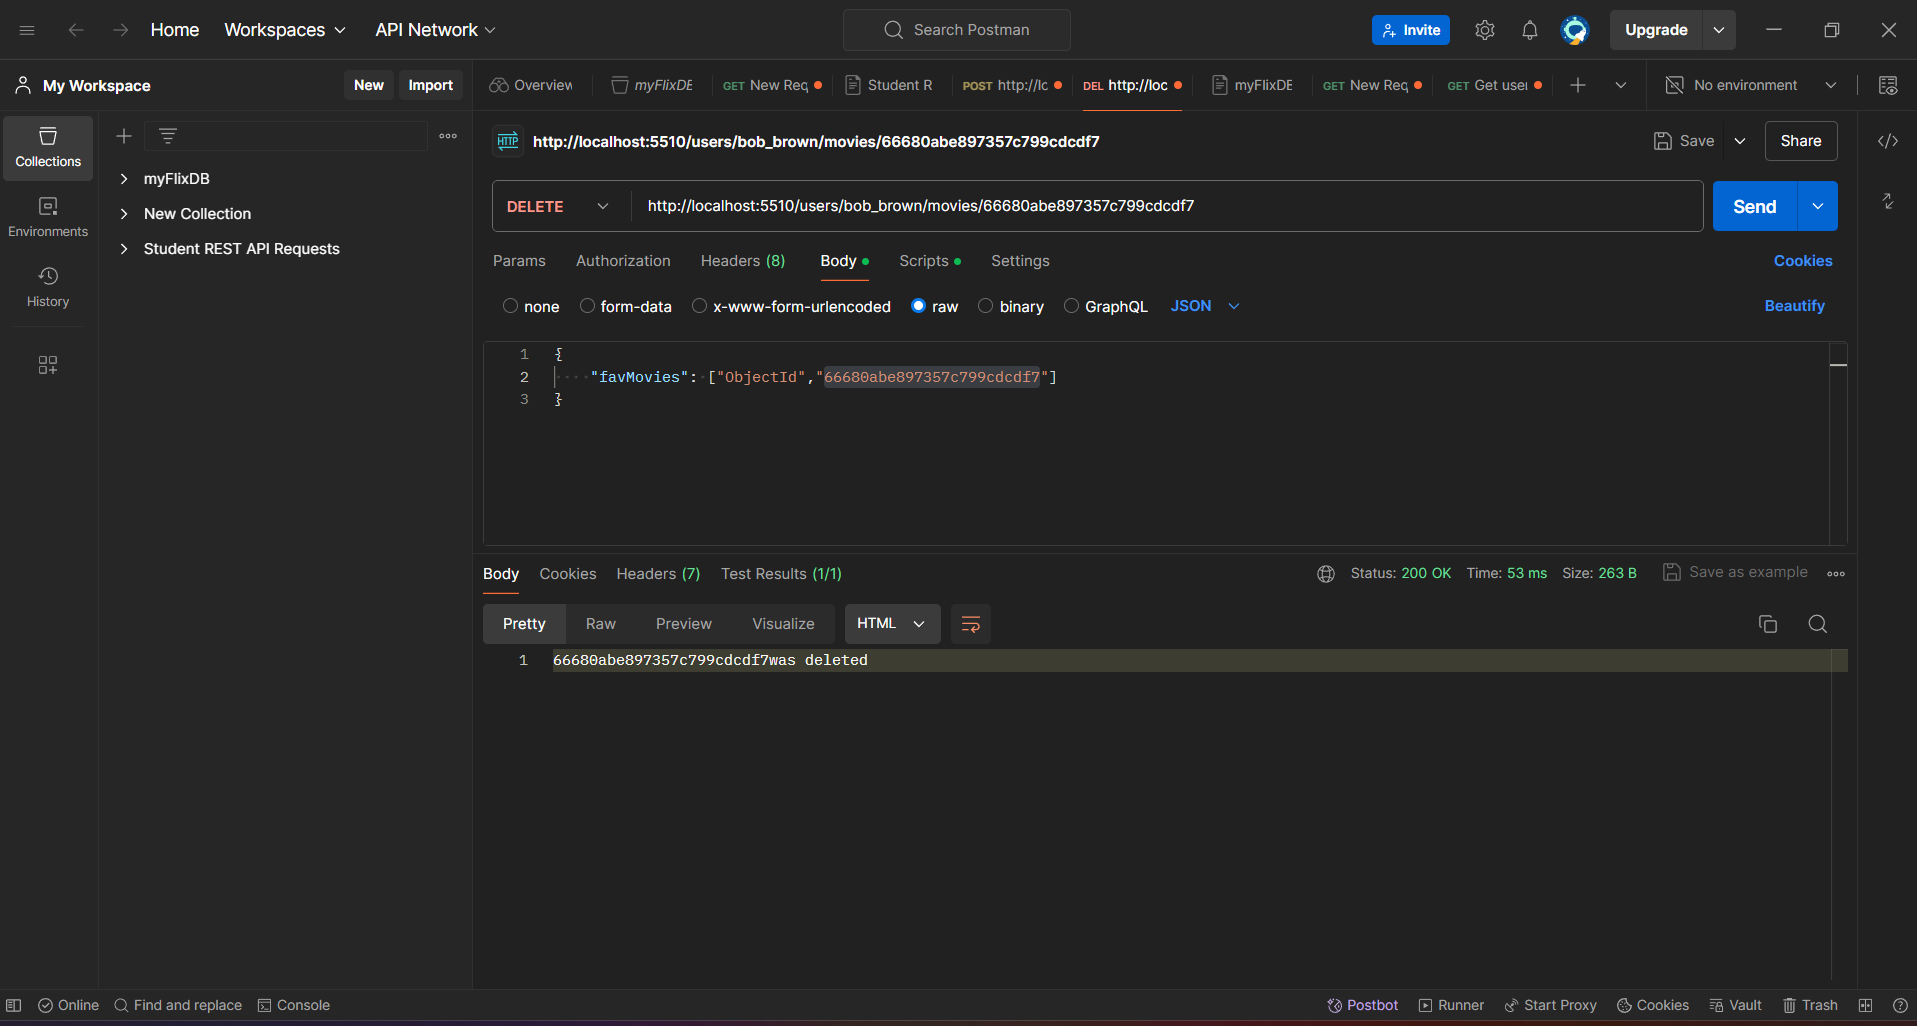 Home Workspaces API Network Search Postman Invite Upgrade
My Workspace New Import Overview myFlixDB GET New Req Student R POST http://lc DEL http://loc myFlixDB GET New Req GET Get user No environment
HTTP http://localhost:5510/users/bob_brown/movies/66680abe897357c799cdcdf7 Save Share
Collections
myFlixDB
New Collection
Student REST API Requests
Environments
History
DELETE http://localhost:5510/users/bob_brown/movies/66680abe897357c799cdcdf7 Send
Params Authorization Headers (8) Body Scripts Settings Cookies
none form-data x-www-form-urlencoded raw binary GraphQL JSON Beautify
1 {
2 "favMovies": ["ObjectId","66680abe897357c799cdcdf7"]
3 }
Body Cookies Headers (7) Test Results (1/1) Status: 200 OK Time: 53 ms Size: 263 B Save as example
Pretty Raw Preview Visualize HTML
1 66680abe897357c799cdcdf7was deleted
Online Find and replace Console Postbot Runner Start Proxy Cookies Vault Trash